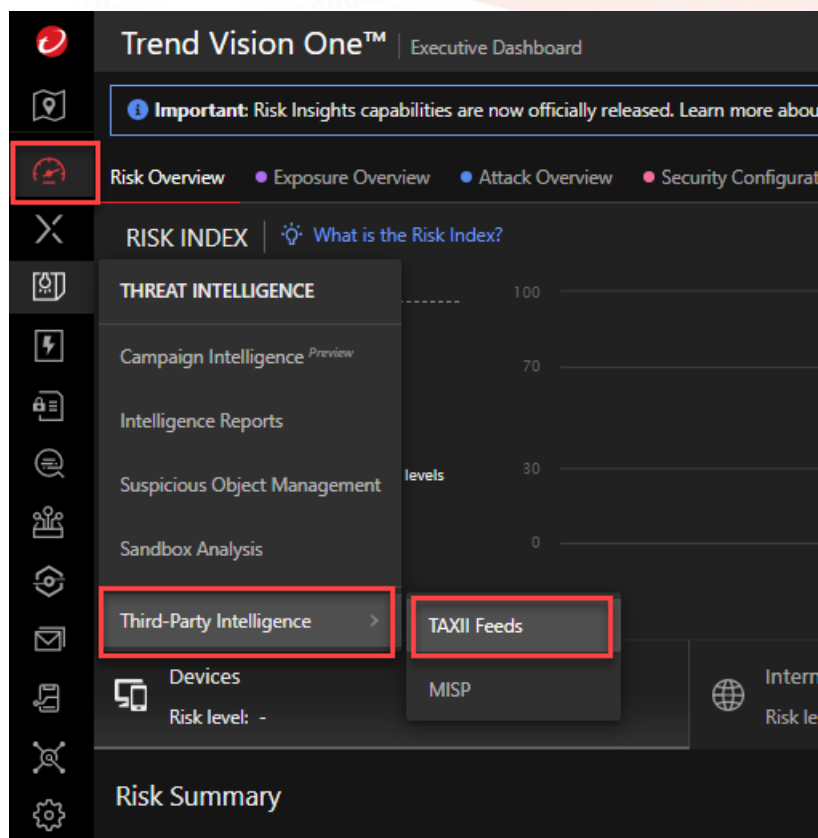 Trend Vision One™ | Executive Dashboard
Important: Risk Insights capabilities are now officially released. Learn more abou
Risk Overview
Exposure Overview
Attack Overview
Security Configurat
RISK INDEX
What is the Risk Index?
THREAT INTELLIGENCE
100
Campaign Intelligence Preview
70
Intelligence Reports
levels
30
Suspicious Object Management
Sandbox Analysis
0
Third-Party Intelligence
TAXII Feeds
MISP
Devices
Risk level: -
Intern
Risk le
Risk Summary